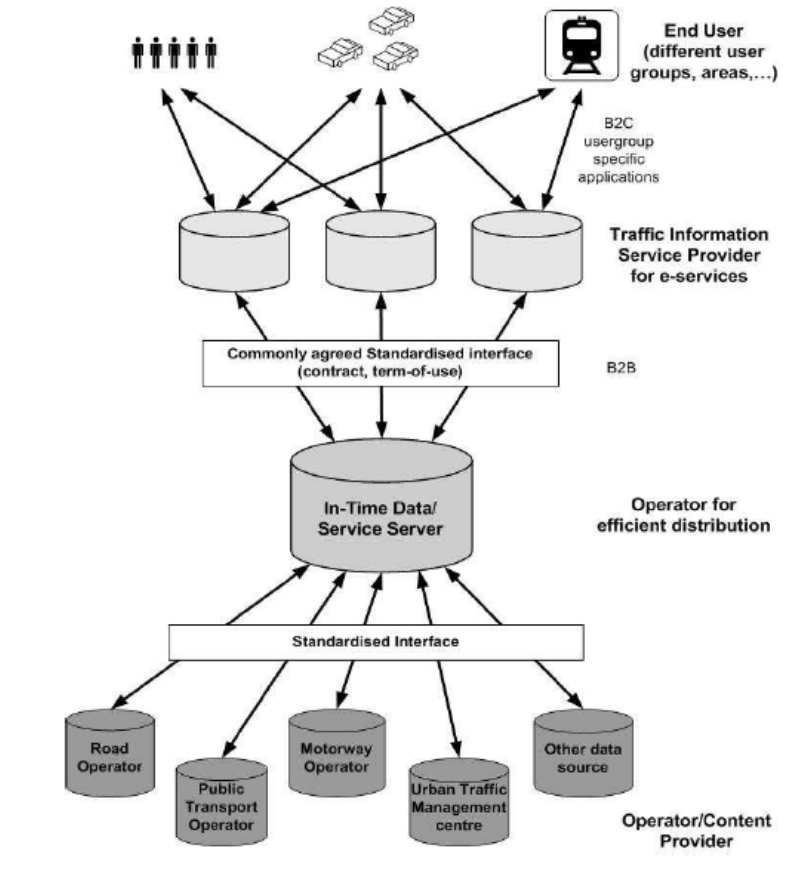 End User
(different user
groups, areas,...)
B2C
usergroup
specific
applications
Traffic Information
Service Provider
for e-services
Commonly agreed Standardised interface
(contract, term-of-use)
B2B
In-Time Data/
Service Server
Operator for
efficient distribution
Standardised Interface
Road
Operator
Public
Transport
Operator
Motorway
Operator
Urban Traffic
Management
centre
Other data
source
Operator/Content
Provider